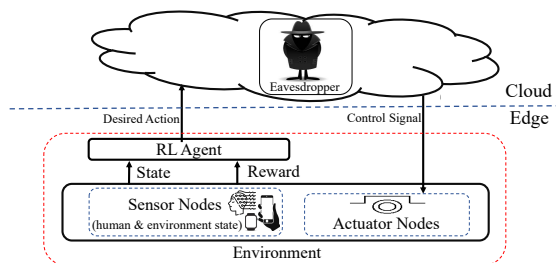 Eavesdropper
Cloud
Edge
Desired Action
Control Signal
RL Agent
State
Reward
Sensor Nodes
(human & environment state)
Actuator Nodes
Environment